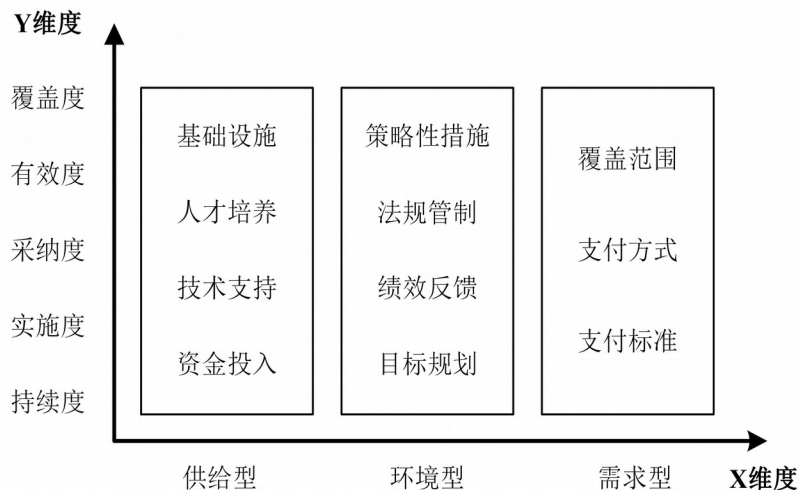 Y维度
覆盖度
有效度
采纳度
实施度
持续度
基础设施
人才培养
技术支持
资金投入
策略性措施
法规管制
绩效反馈
目标规划
覆盖范围
支付方式
支付标准
供给型
环境型
需求型
X维度